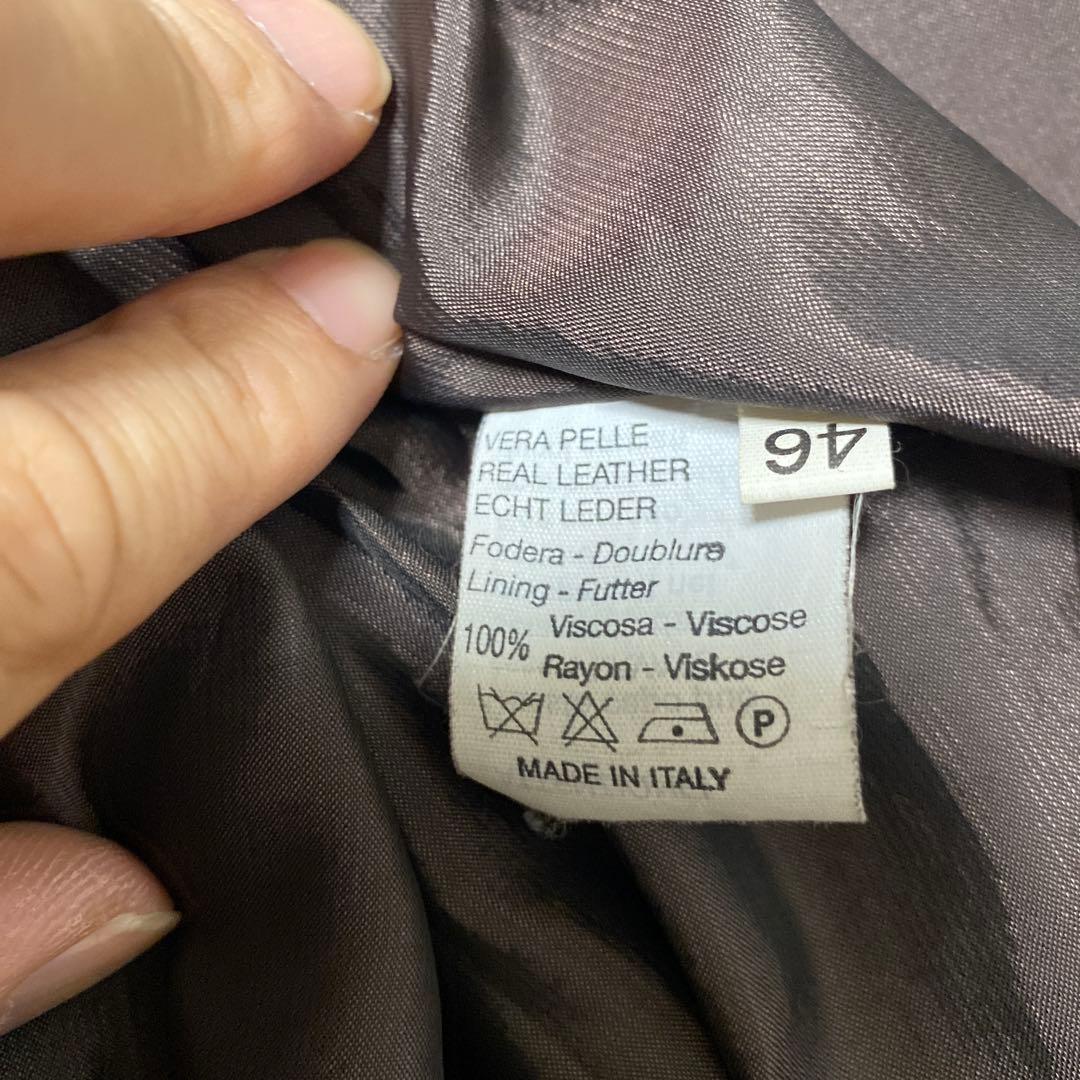 46
VERA PELLE
REAL LEATHER
ECHT LEDER
Fodera - Doublure
Lining - Futter
100% Viscosa - Viscose
Rayon - Viskose
P
MADE IN ITALY